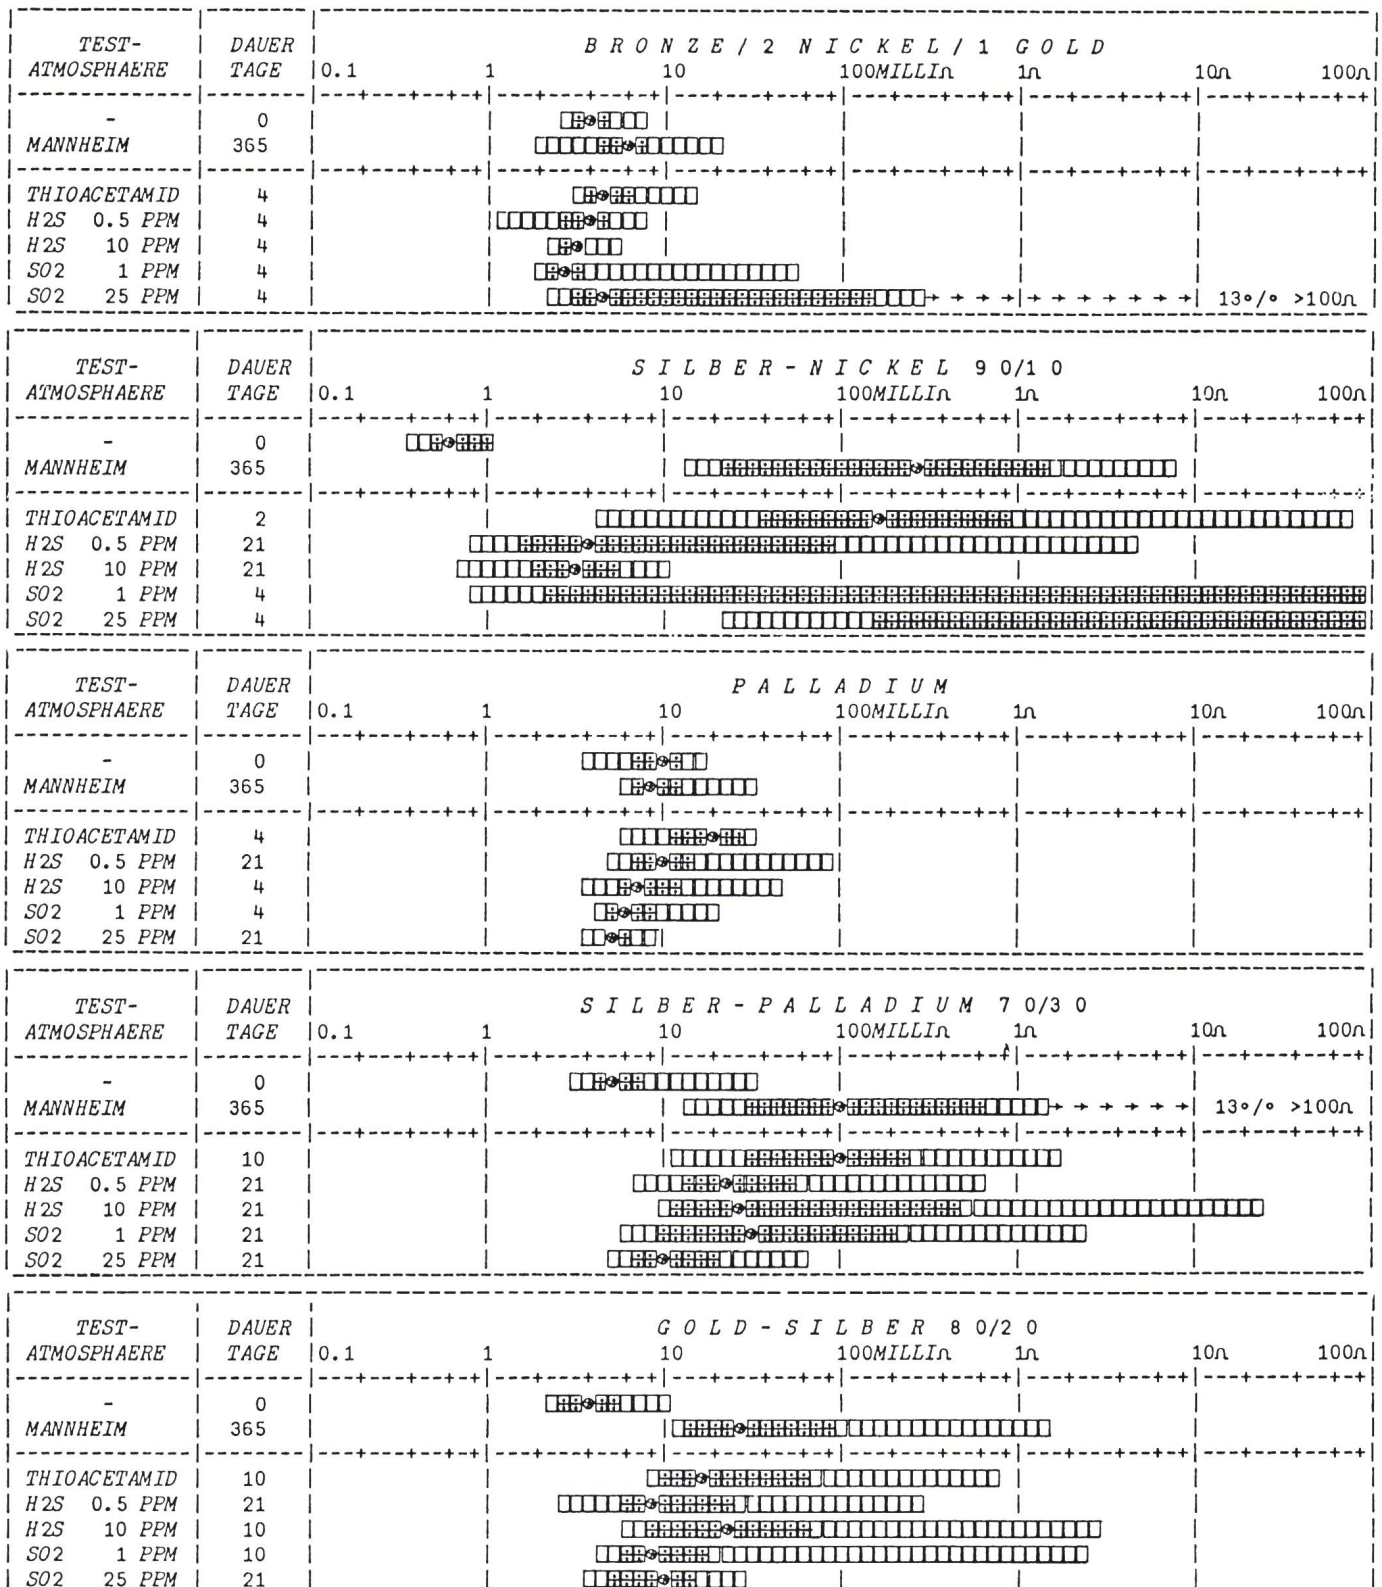 TEST- DAUER B R O N Z E / 2 N I C K E L / 1 G O L D
ATMOSPHAERE TAGE 0.1 1 10 100MILLIΩ 1Ω 10Ω 100Ω
- 0
MANNHEIM 365
THIOACETAMID 4
H2S 0.5 PPM 4
H2S 10 PPM 4
SO2 1 PPM 4
SO2 25 PPM 4 13°/° >100Ω
TEST- DAUER S I L B E R - N I C K E L 9 0/1 0
ATMOSPHAERE TAGE 0.1 1 10 100MILLIΩ 1Ω 10Ω 100Ω
- 0
MANNHEIM 365
THIOACETAMID 2
H2S 0.5 PPM 21
H2S 10 PPM 21
SO2 1 PPM 4
SO2 25 PPM 4
TEST- DAUER P A L L A D I U M
ATMOSPHAERE TAGE 0.1 1 10 100MILLIΩ 1Ω 10Ω 100Ω
- 0
MANNHEIM 365
THIOACETAMID 4
H2S 0.5 PPM 21
H2S 10 PPM 4
SO2 1 PPM 4
SO2 25 PPM 21
TEST- DAUER S I L B E R - P A L L A D I U M 7 0/3 0
ATMOSPHAERE TAGE 0.1 1 10 100MILLIΩ 1Ω 10Ω 100Ω
- 0
MANNHEIM 365 13°/° >100Ω
THIOACETAMID 10
H2S 0.5 PPM 21
H2S 10 PPM 21
SO2 1 PPM 21
SO2 25 PPM 21
TEST- DAUER G O L D - S I L B E R 8 0/2 0
ATMOSPHAERE TAGE 0.1 1 10 100MILLIΩ 1Ω 10Ω 100Ω
- 0
MANNHEIM 365
THIOACETAMID 10
H2S 0.5 PPM 21
H2S 10 PPM 10
SO2 1 PPM 10
SO2 25 PPM 21